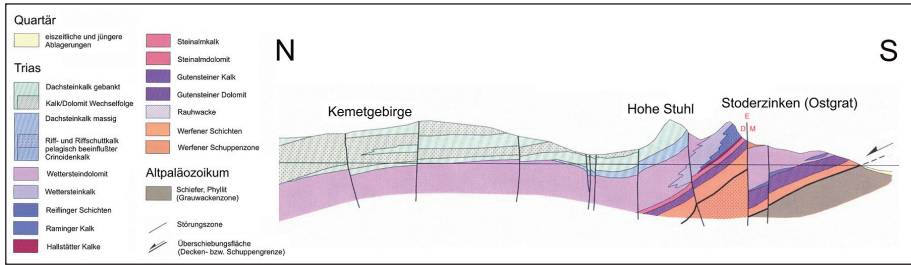 Quartär
eiszeitliche und jüngere
Ablagerungen
Trias
Dachsteinkalk gebankt
Kalk/Dolomit Wechselfolge
Dachsteinkalk massig
Riff- und Riffschuttkalk
pelagisch beeinflußter
Crinoidenkalk
Wettersteindolomit
Wettersteinkalk
Reiflinger Schichten
Raminger Kalk
Hallstätter Kalke
Steinalmkalk
Steinalmdolomit
Gutensteiner Kalk
Gutensteiner Dolomit
Rauhwacke
Werfener Schichten
Werfener Schuppenzone
Altpaläozoikum
Schiefer, Phyllit
(Grauwackenzone)
Störungszone
Überschiebungsfläche
(Decken- bzw. Schuppengrenze)
N
S
Kemetgebirge
Hohe Stuhl
Stoderzinken (Ostgrat)
E
D M